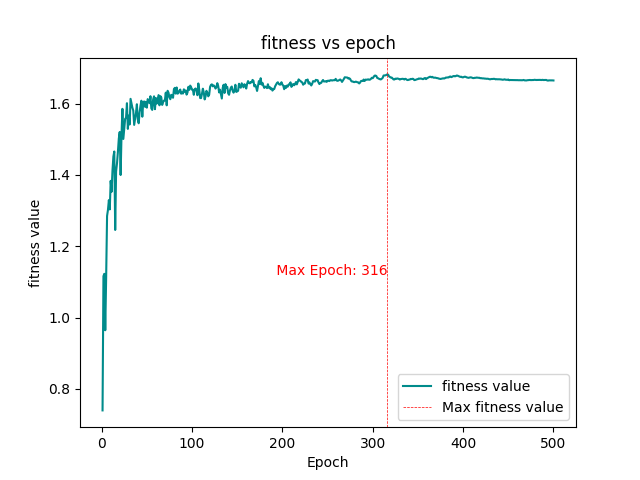 fitness vs epoch
fitness value
1.6
1.4
1.2
1.0
0.8
Max Epoch: 316
fitness value
Max fitness value
0
100
200
300
400
500
Epoch